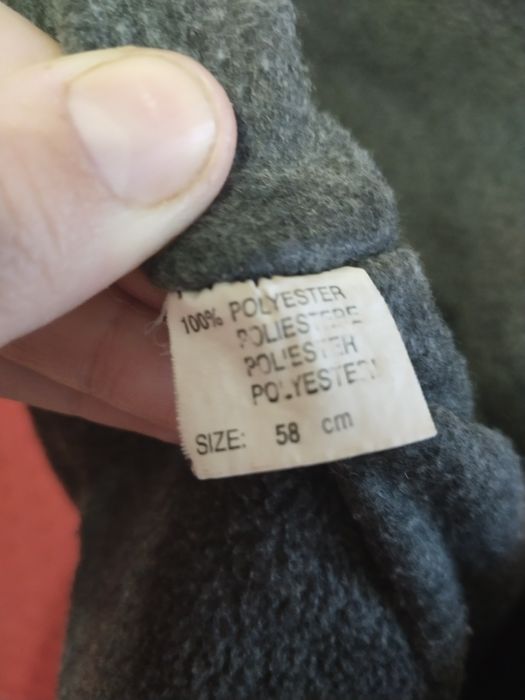 100% POLYESTER
POLIESTERE
POLIESTER
POLYESTER
SIZE: 58 cm